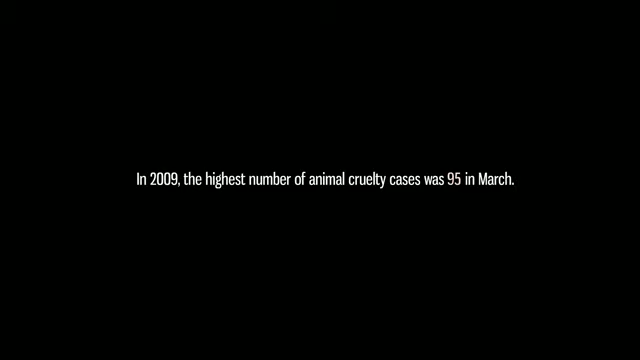 In 2009, the highest number of animal cruelty cases was 95 in March.